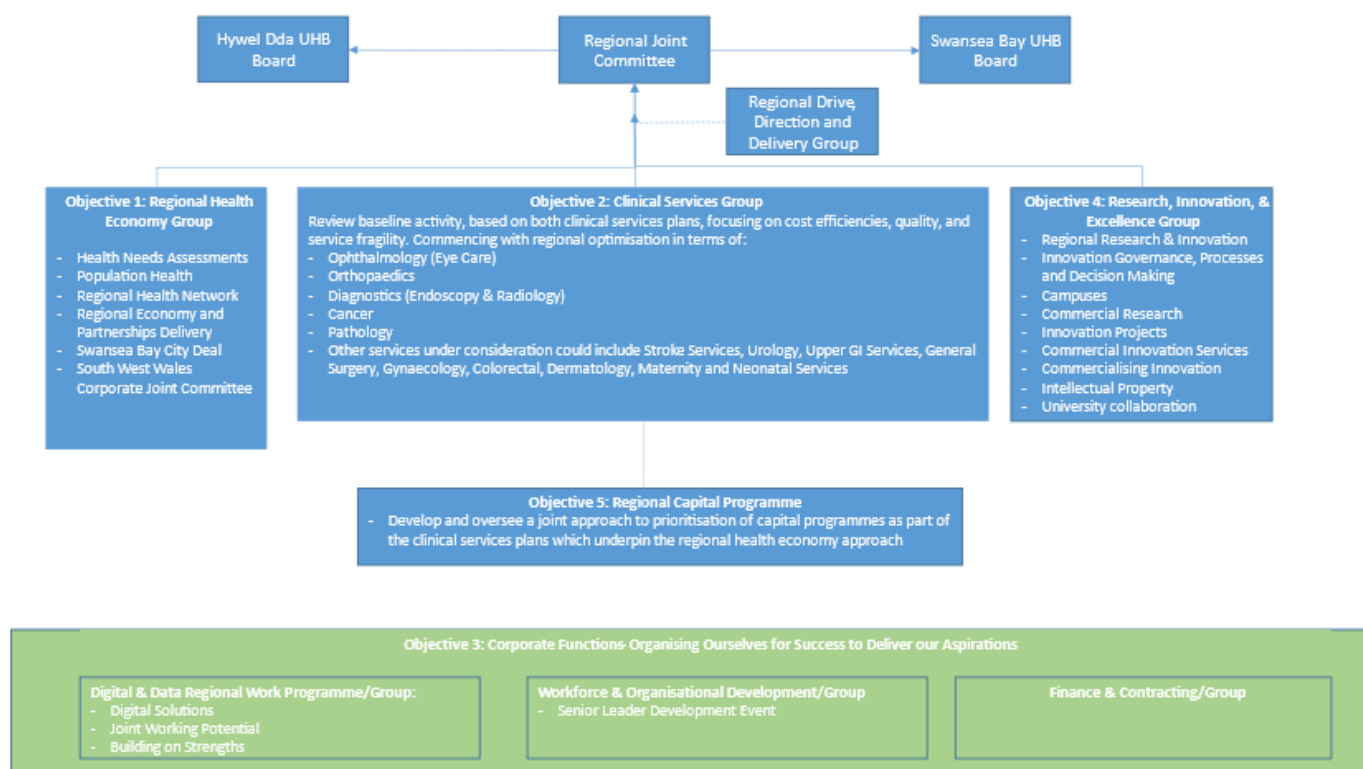 Hywel Dda UHB
Board
Regional Joint
Committee
Swansea Bay UHB
Board
Regional Drive,
Direction and
Delivery Group
Objective 1: Regional Health
Economy Group
- Health Needs Assessments
- Population Health
- Regional Health Network
- Regional Economy and
Partnerships Delivery
- Swansea Bay City Deal
- South West Wales
Corporate Joint Committee
Objective 2: Clinical Services Group
Review baseline activity, based on both clinical services plans, focusing on cost efficiencies, quality, and
service fragility. Commencing with regional optimisation in terms of:
- Ophthalmology (Eye Care)
- Orthopaedics
- Diagnostics (Endoscopy & Radiology)
- Cancer
- Pathology
- Other services under consideration could include Stroke Services, Urology, Upper GI Services, General
Surgery, Gynaecology, Colorectal, Dermatology, Maternity and Neonatal Services
Objective 4: Research, Innovation, &
Excellence Group
- Regional Research & Innovation
- Innovation Governance, Processes
and Decision Making
- Campuses
- Commercial Research
- Innovation Projects
- Commercial Innovation Services
- Commercialising Innovation
- Intellectual Property
- University collaboration
Objective 5: Regional Capital Programme
- Develop and oversee a joint approach to prioritisation of capital programmes as part of
the clinical services plans which underpin the regional health economy approach
Objective 3: Corporate Functions- Organising Ourselves for Success to Deliver our Aspirations
Digital & Data Regional Work Programme/Group:
- Digital Solutions
- Joint Working Potential
- Building on Strengths
Workforce & Organisational Development/Group
- Senior Leader Development Event
Finance & Contracting/Group